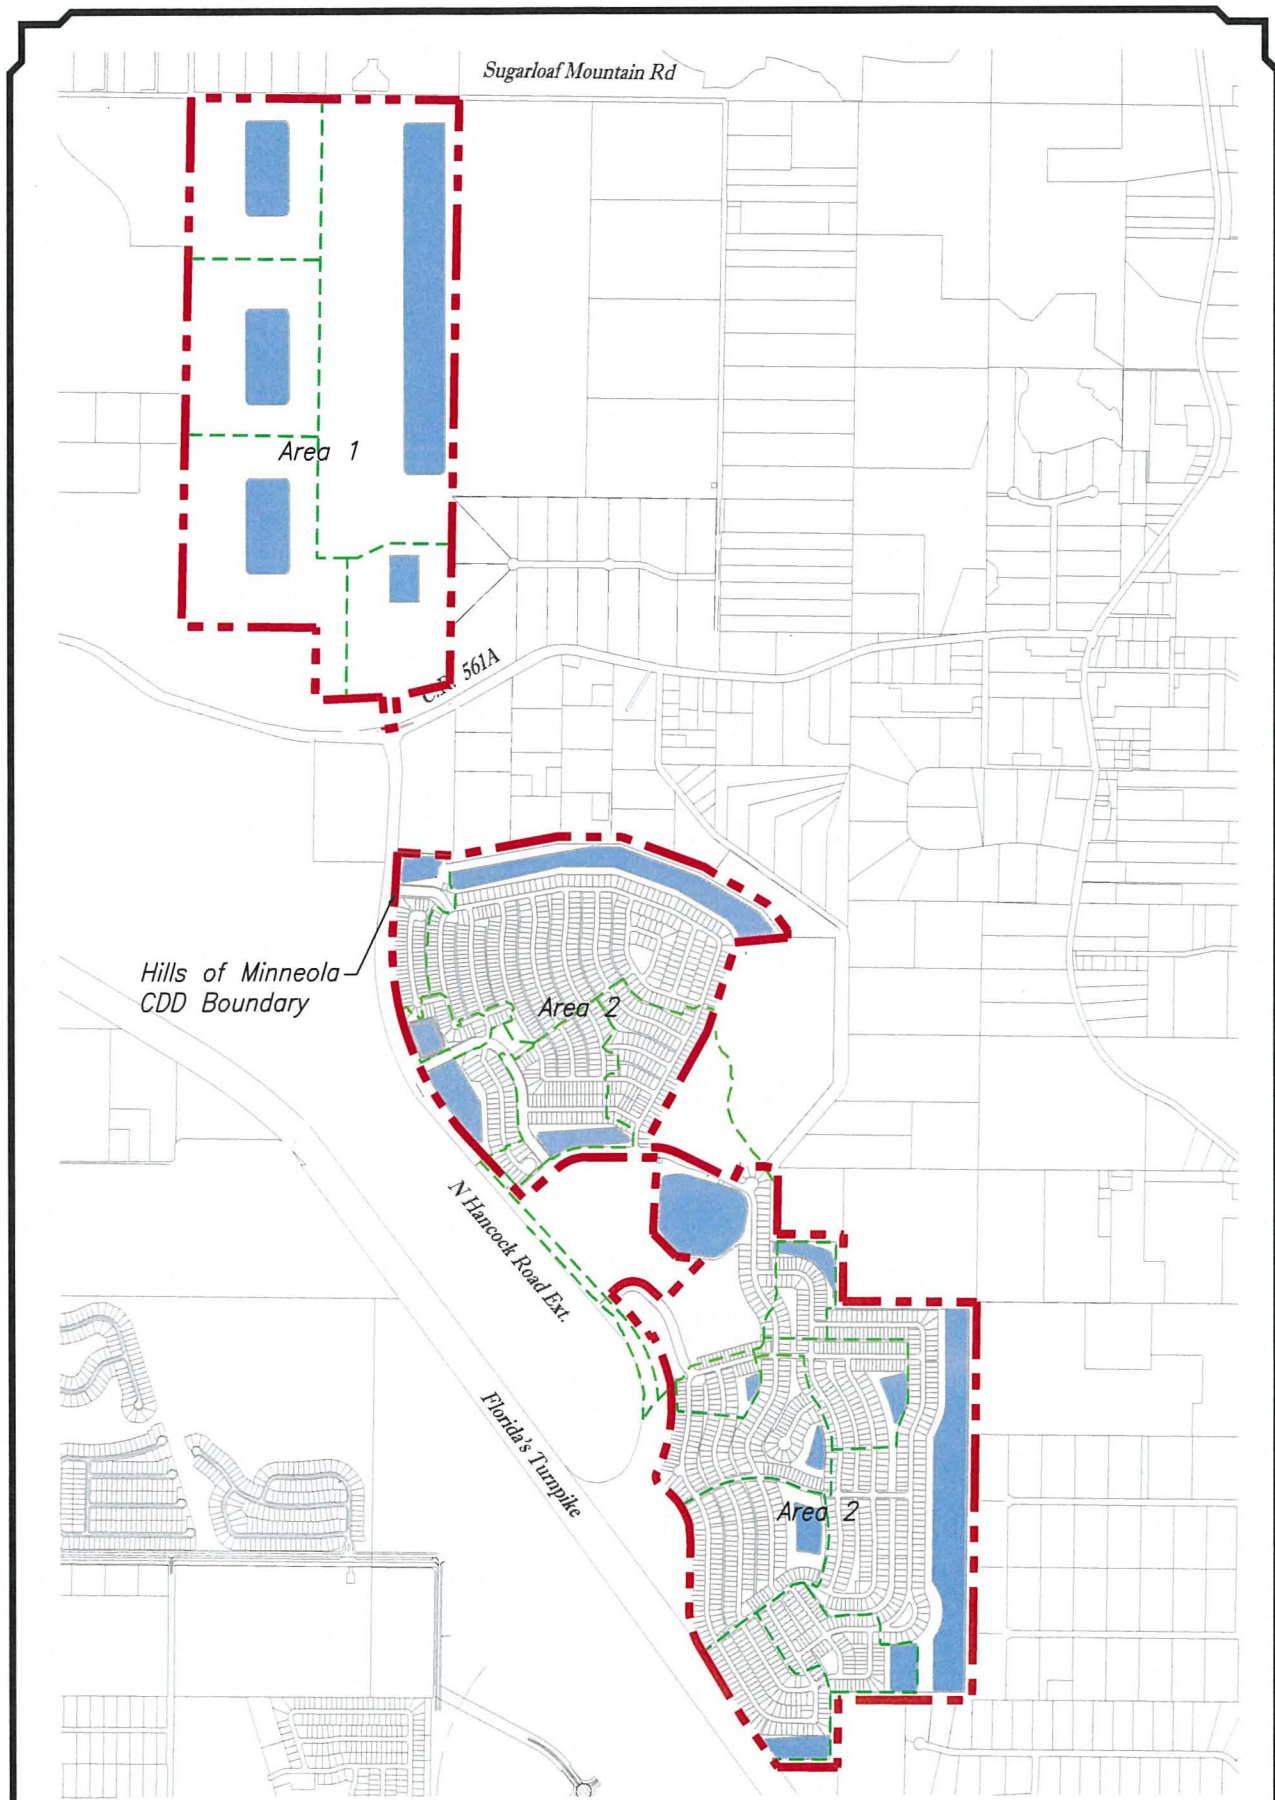 Sugarloaf Mountain Rd
Area 1
C.R. 561A
Hills of Minneola
CDD Boundary
Area 2
N Hancock Road Ext.
Florida's Turnpike
Area 2